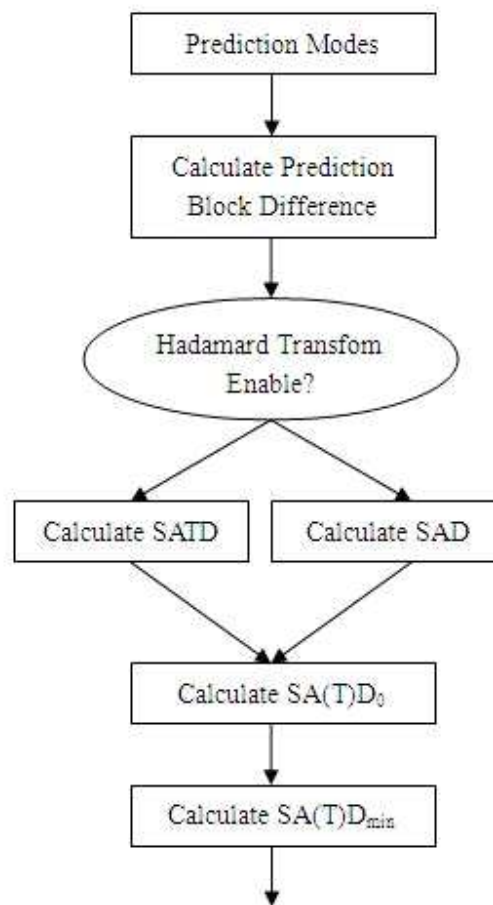 Prediction Modes
Calculate Prediction
Block Difference
Hadamard Transfom
Enable?
Calculate SATD
Calculate SAD
Calculate SA(T)D₀
Calculate SA(T)Dmin